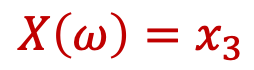 X(ω) = x₃